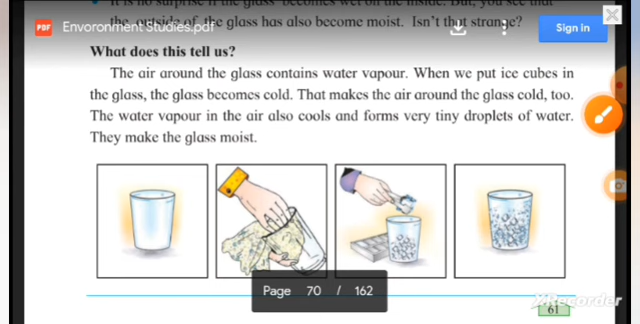 It is no surprise if the glass becomes wet on the inside. But, you see that
the outside of the glass has also become moist. Isn't that strange?
PDF Envoronment Studies.pdf
Sign in
What does this tell us?
The air around the glass contains water vapour. When we put ice cubes in
the glass, the glass becomes cold. That makes the air around the glass cold, too.
The water vapour in the air also cools and forms very tiny droplets of water.
They make the glass moist.
Page 70 / 162
XRecorder
61